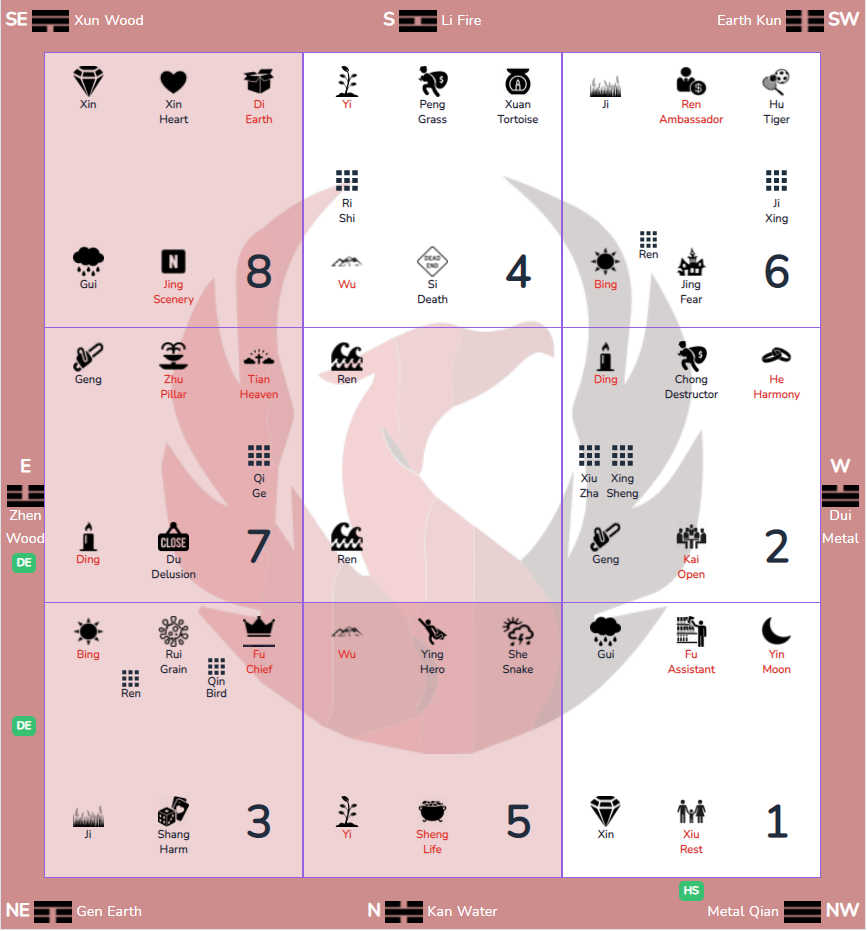 SE Xun Wood
S Li Fire
Earth Kun SW
Xin
Xin
Heart
Di
Earth
Gui
Jing
Scenery
8
Yi
Peng
Grass
Xuan
Tortoise
Ri
Shi
Wu
DEAD
END
Si
Death
4
Ji
Ren
Ambassador
Hu
Tiger
Ji
Xing
Ren
Bing
Jing
Fear
6
E
Zhen
Wood
DE
Geng
Zhu
Pillar
Tian
Heaven
Qi
Ge
Ding
CLOSE
Du
Delusion
7
Ren
Ren
Ding
Chong
Destructor
He
Harmony
Xiu
Zha
Xing
Sheng
Geng
Kai
Open
2
W
Dui
Metal
DE
Bing
Rui
Grain
Fu
Chief
Ren
Qin
Bird
Ji
Shang
Harm
3
Wu
Ying
Hero
She
Snake
Yi
Sheng
Life
5
Gui
Fu
Assistant
Yin
Moon
Xin
Xiu
Rest
1
HS
NE Gen Earth
N Kan Water
Metal Qian NW
N